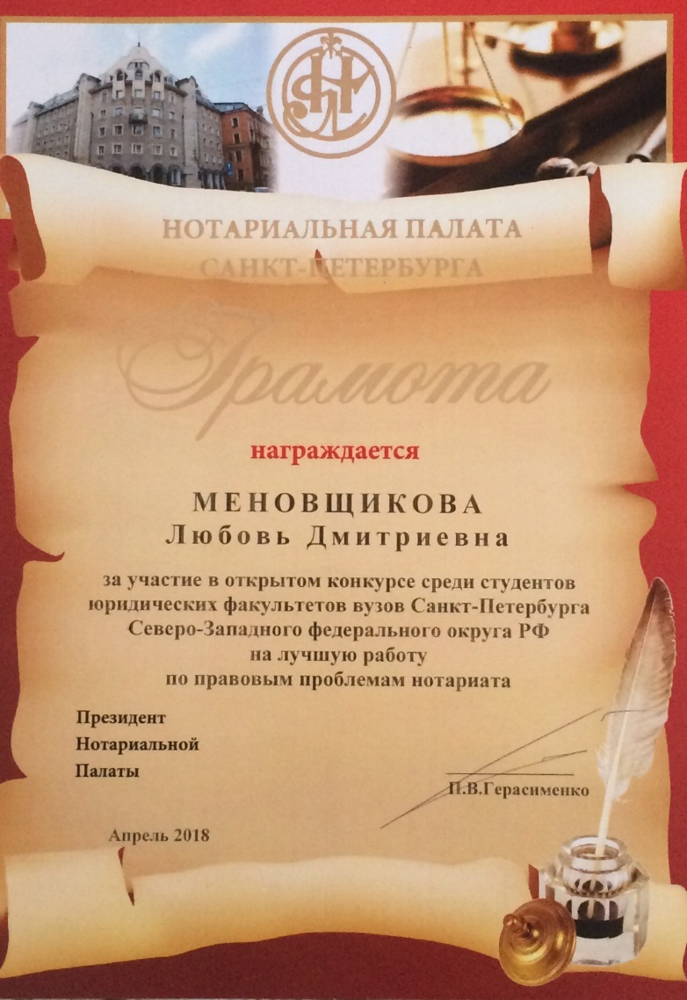 НОТАРИАЛЬНАЯ ПАЛАТА
САНКТ-ПЕТЕРБУРГА
Грамота
награждается
МЕНОВЩИКОВА
Любовь Дмитриевна
за участие в открытом конкурсе среди студентов
юридических факультетов вузов Санкт-Петербурга
Северо-Западного федерального округа РФ
на лучшую работу
по правовым проблемам нотариата
Президент
Нотариальной
Палаты
П.В.Герасименко
Апрель 2018